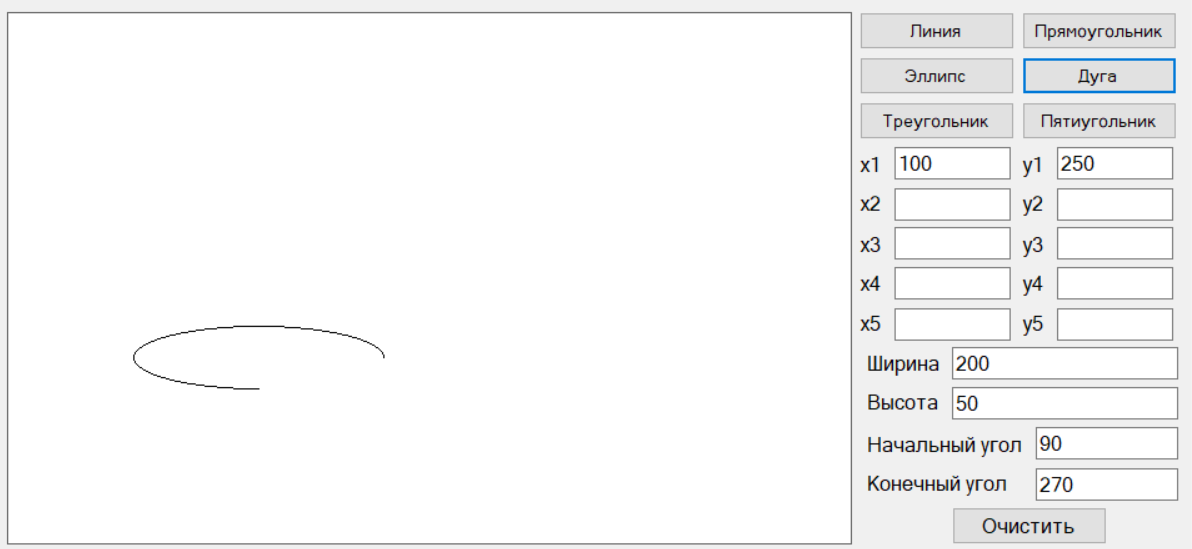 Линия Прямоугольник
Эллипс Дуга
Треугольник Пятиугольник
x1 100 y1 250
x2 y2
x3 y3
x4 y4
x5 y5
Ширина 200
Высота 50
Начальный угол 90
Конечный угол 270
Очистить